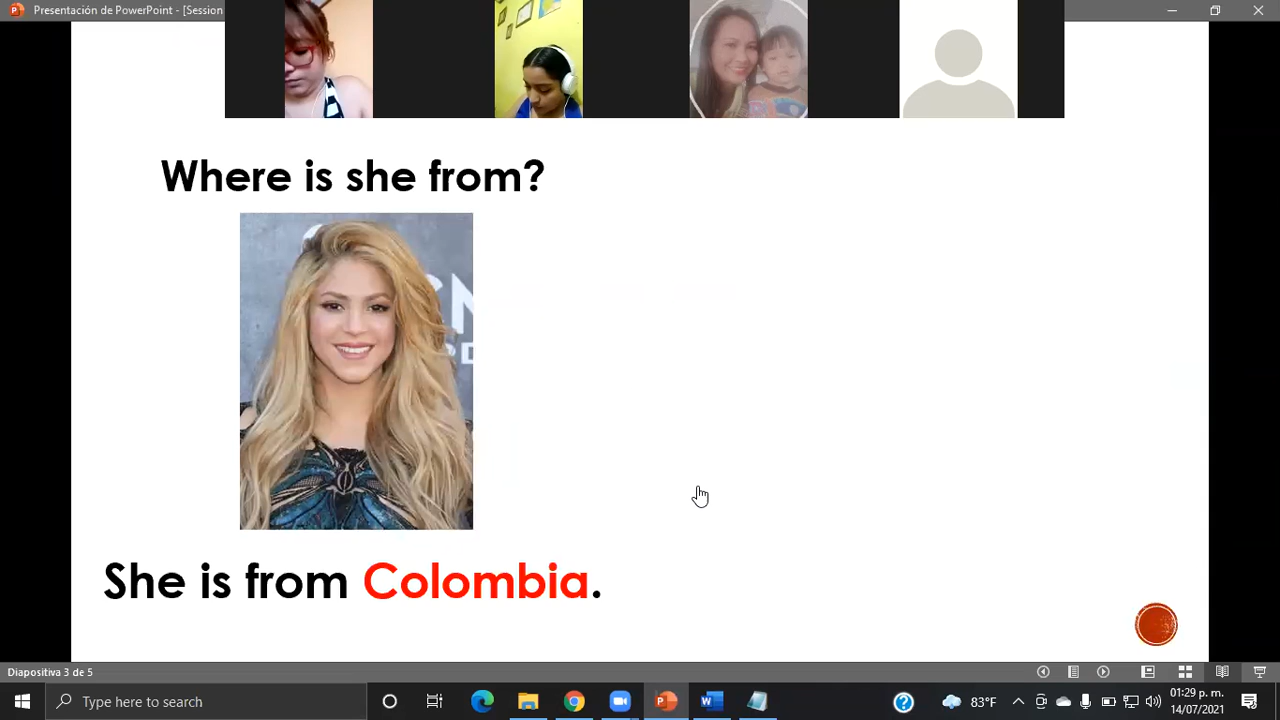 Presentación de PowerPoint - [Session
Where is she from?
She is from Colombia.
Diapositiva 3 de 5
Type here to search
83°F
01:29 p. m.
14/07/2021